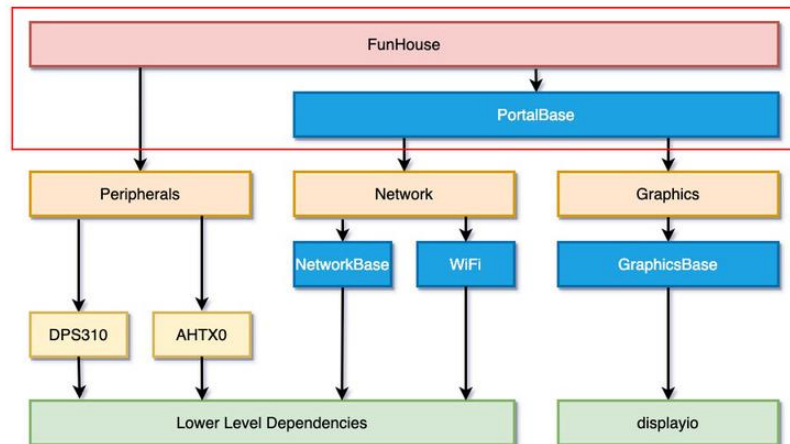 FunHouse
PortalBase
Peripherals
Network
Graphics
NetworkBase
WiFi
GraphicsBase
DPS310
AHTX0
Lower Level Dependencies
displayio